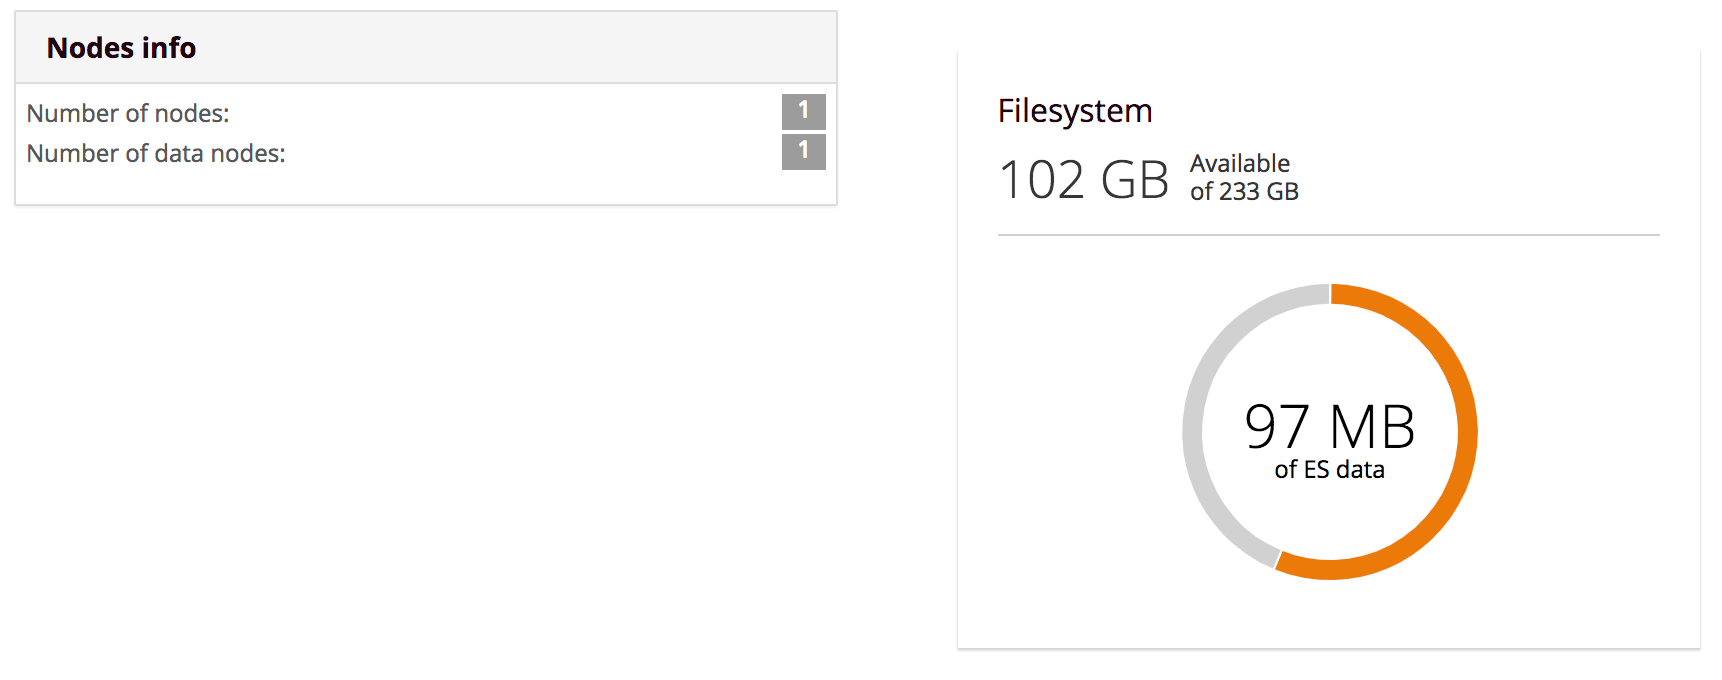 Nodes info
Number of nodes: 1
Number of data nodes: 1
Filesystem
102 GB
Available
of 233 GB
97 MB
of ES data